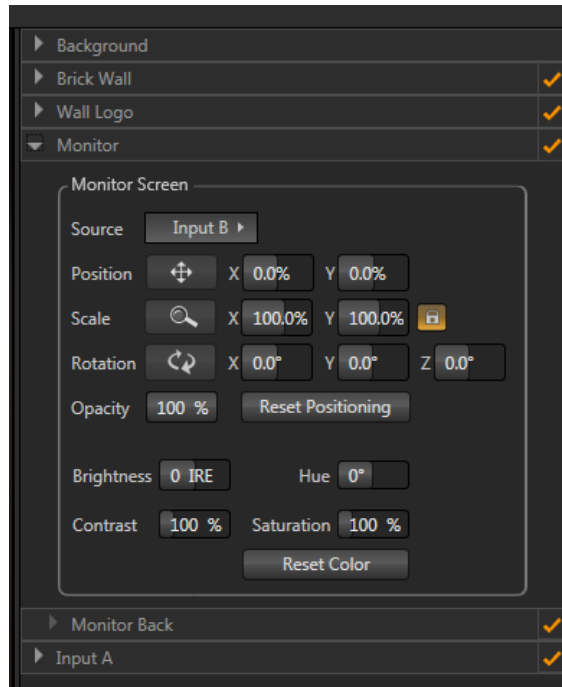 Background
Brick Wall
Wall Logo
Monitor
Monitor Screen
Source Input B
Position X 0.0% Y 0.0%
Scale X 100.0% Y 100.0%
Rotation X 0.0° Y 0.0° Z 0.0°
Opacity 100 % Reset Positioning
Brightness 0 IRE Hue 0°
Contrast 100 % Saturation 100 %
Reset Color
Monitor Back
Input A